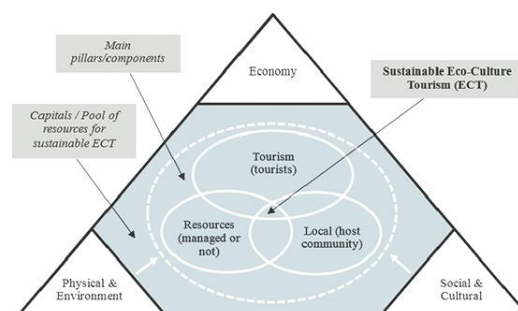 Main
pillars/components
Economy
Sustainable Eco-Culture
Tourism (ECT)
Capitals / Pool of
resources for
sustainable ECT
Tourism
(tourists)
Resources
(managed or
not)
Local (host
community)
Physical &
Environment
Social &
Cultural